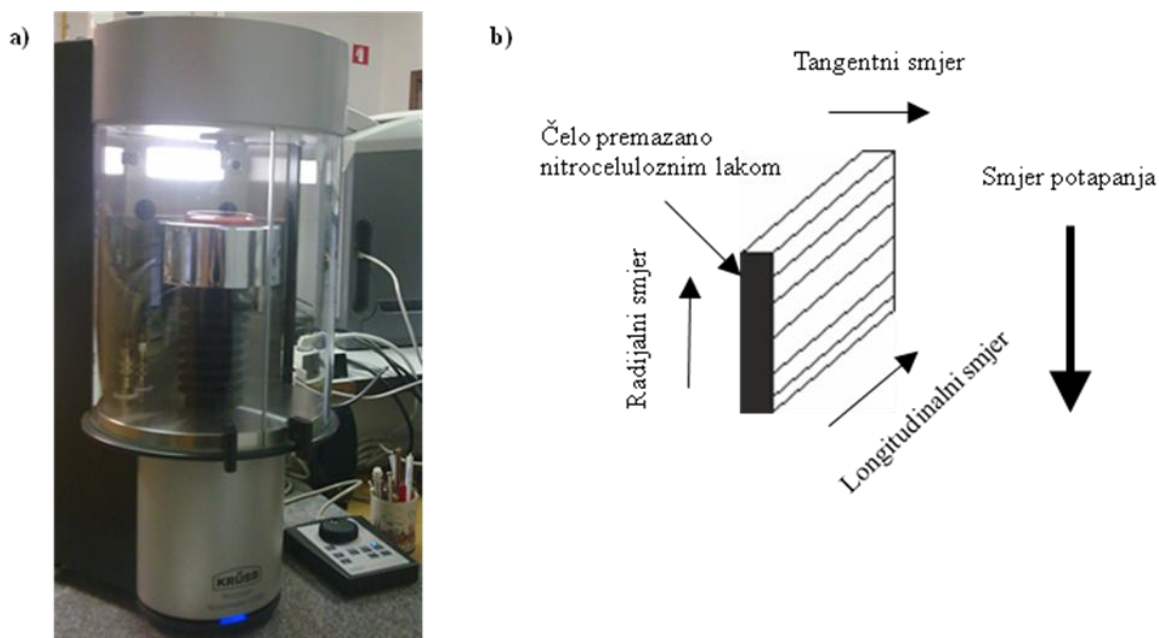 a)
KRÜSS
b)
Tangentni smjer
Čelo premazano
nitroceluloznim lakom
Smjer potapanja
Radijalni smjer
Longitudinalni smjer